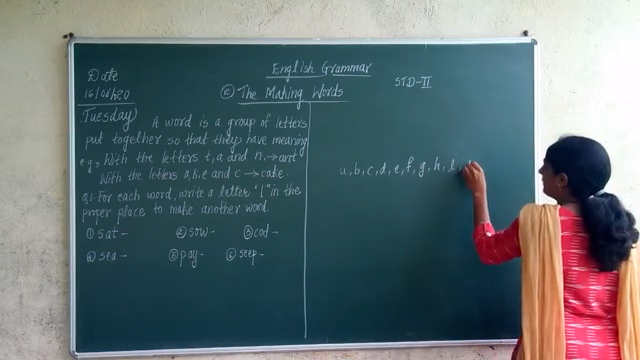 English Grammar
Date
16/06/20
STD-II
The Making Words
Tuesday)
A word is a group of letters
put together so that they have meaning
e.g, With the letters t, a and n, → ant
With the letters a, k, e and c → cake.
Q.1. For each word, write a letter 'l' in the
proper place to make another word.
① sat - ② sow - ③ cod -
④ sea - ⑤ pay - ⑥ seep -
a, b, c, d, e, f, g, h, i,